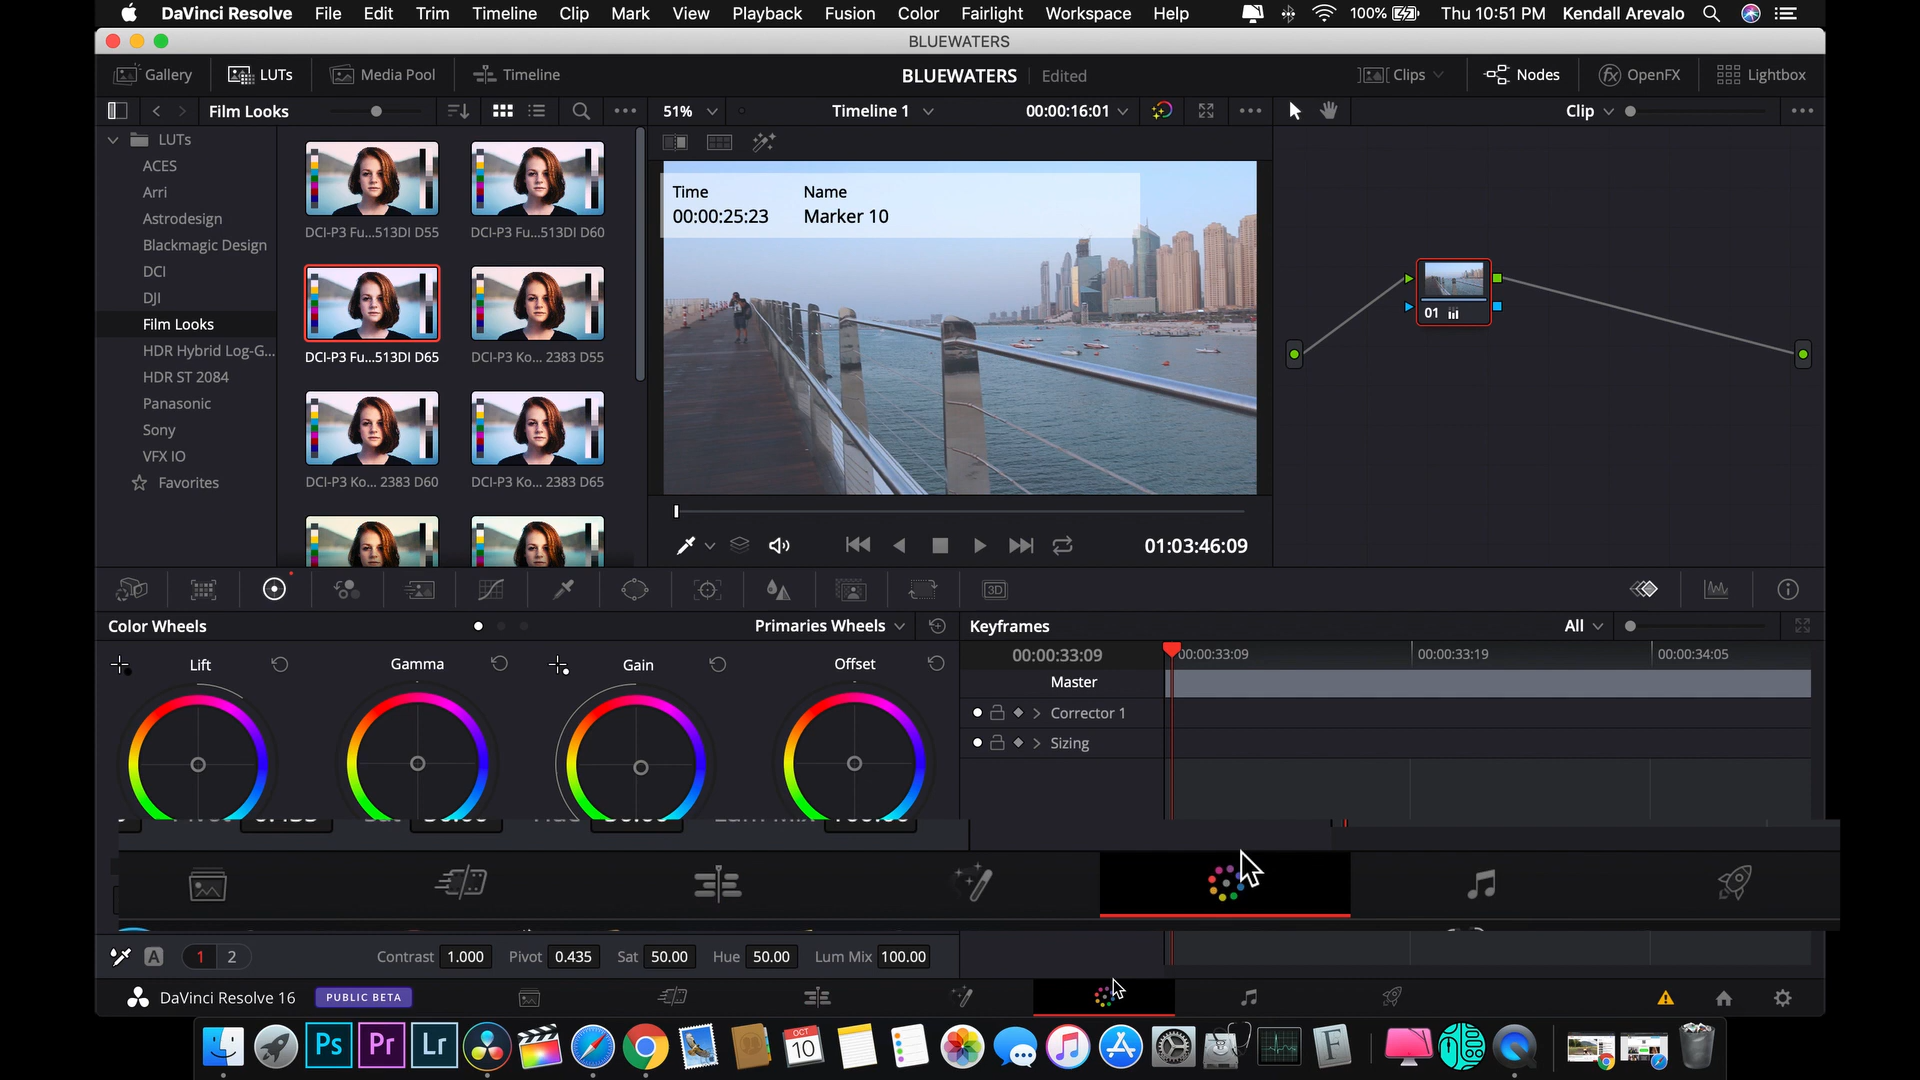 DaVinci Resolve File Edit Trim Timeline Clip Mark View Playback Fusion Color Fairlight Workspace Help 100% Thu 10:51 PM Kendall Arevalo
BLUEWATERS
Gallery LUTs Media Pool Timeline BLUEWATERS Edited Clips Nodes OpenFX Lightbox
Film Looks 51% Timeline 1 00:00:16:01 Clip
LUTs
ACES
Arri
Astrodesign
Blackmagic Design
DCI
DJI
Film Looks
HDR Hybrid Log-G...
HDR ST 2084
Panasonic
Sony
VFX IO
Favorites
DCI-P3 Fu...513DI D55 DCI-P3 Fu...513DI D60
DCI-P3 Fu...513DI D65 DCI-P3 Ko... 2383 D55
DCI-P3 Ko... 2383 D60 DCI-P3 Ko... 2383 D65
Time Name
00:00:25:23 Marker 10
01 
01:03:46:09
3D
Color Wheels Primaries Wheels Keyframes All
Lift Gamma Gain Offset
00:00:33:09 00:00:33:09 00:00:33:19 00:00:34:05
Master
Corrector 1
Sizing
A 1 2 Contrast 1.000 Pivot 0.435 Sat 50.00 Hue 50.00 Lum Mix 100.00
DaVinci Resolve 16 PUBLIC BETA
Ps Pr Lr OCT
10 F